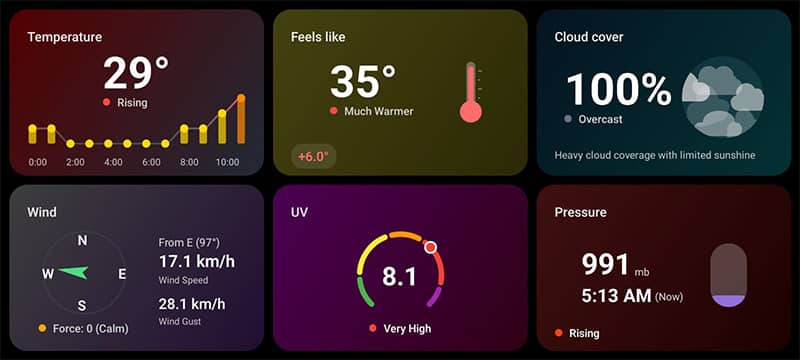 Temperature
29°
Rising
0:00 2:00 4:00 6:00 8:00 10:00
Feels like
35°
Much Warmer
+6.0°
Cloud cover
100%
Overcast
Heavy cloud coverage with limited sunshine
Wind
N
W E
S
Force: 0 (Calm)
From E (97°)
17.1 km/h
Wind Speed
28.1 km/h
Wind Gust
UV
8.1
Very High
Pressure
991 mb
5:13 AM (Now)
Rising